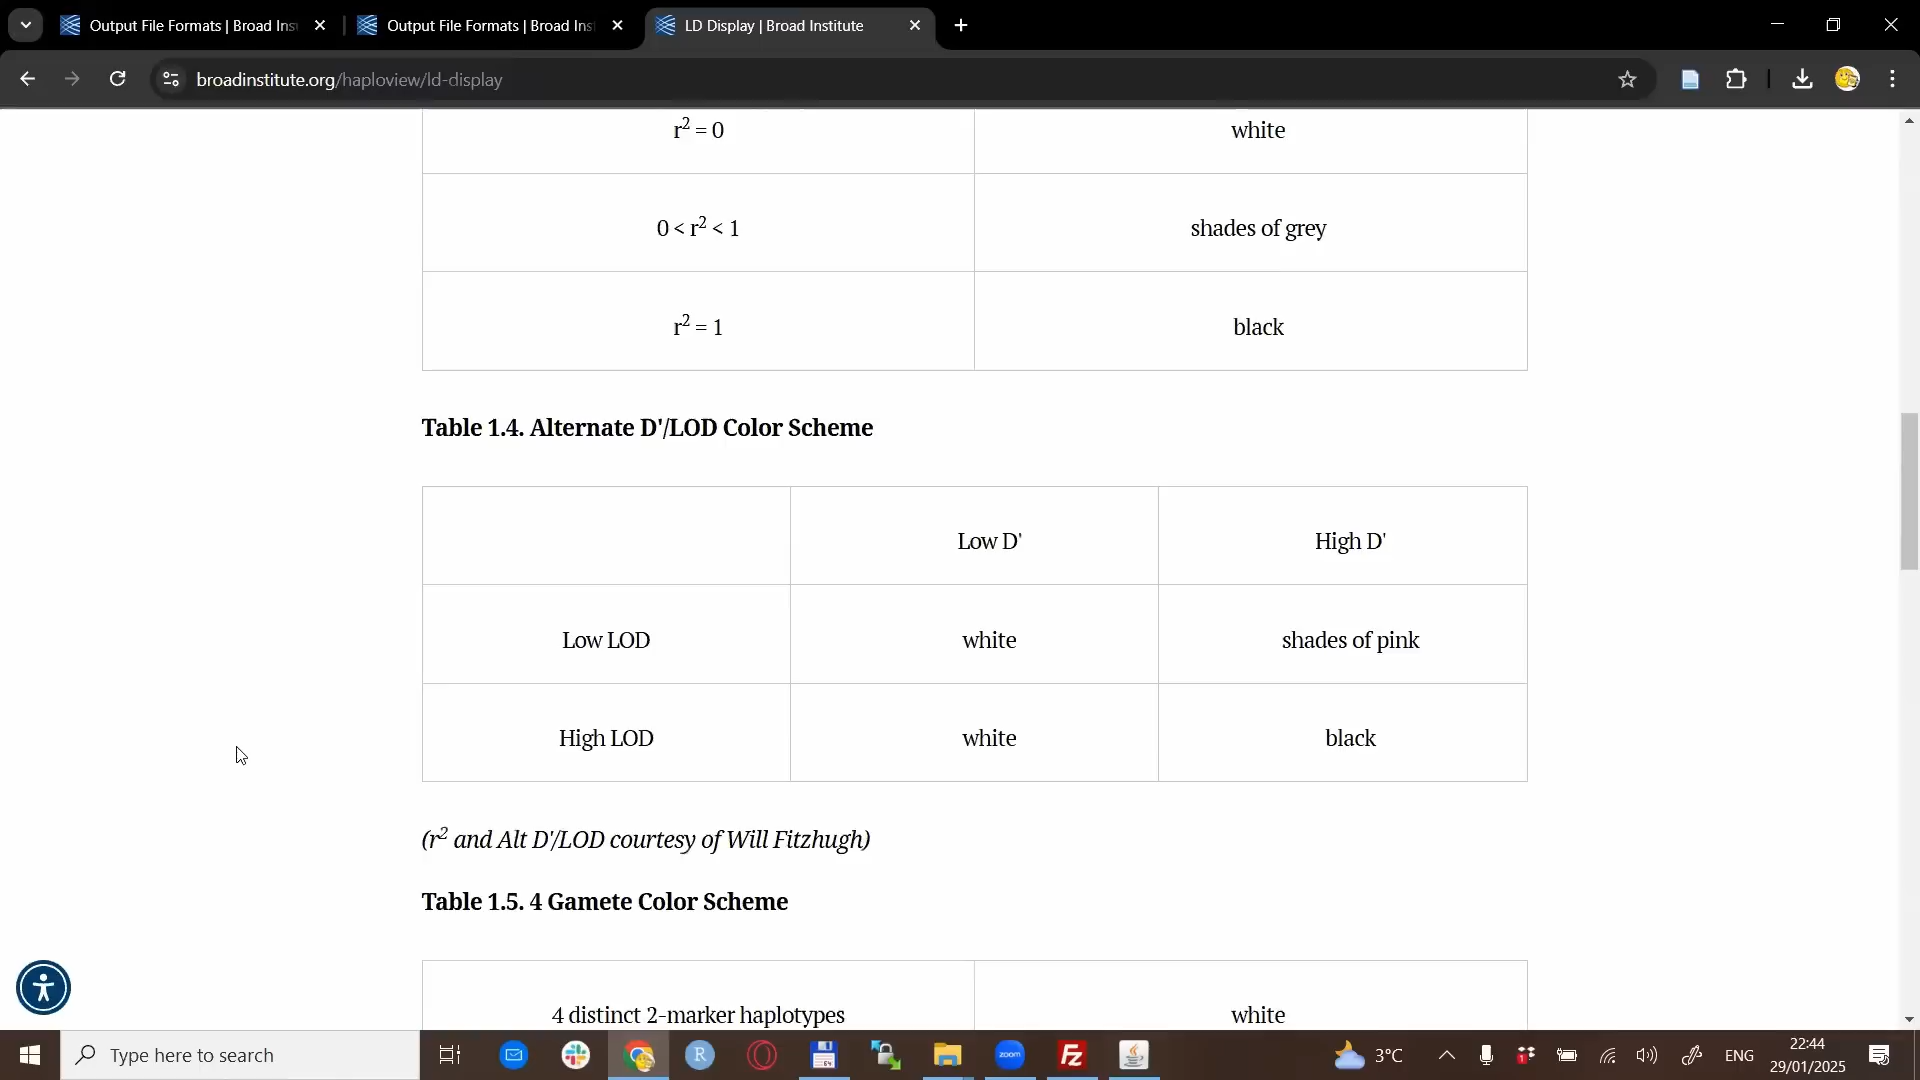 Output File Formats | Broad Ins
Output File Formats | Broad Ins
LD Display | Broad Institute
broadinstitute.org/haploview/ld-display
r² = 0
white
0 < r² < 1
shades of grey
r² = 1
black
Table 1.4. Alternate D'/LOD Color Scheme
Low D'
High D'
Low LOD
white
shades of pink
High LOD
white
black
(r² and Alt D'/LOD courtesy of Will Fitzhugh)
Table 1.5. 4 Gamete Color Scheme
4 distinct 2-marker haplotypes
white
Type here to search
R
zoom
Fz
3°C
1
ENG
22:44
29/01/2025